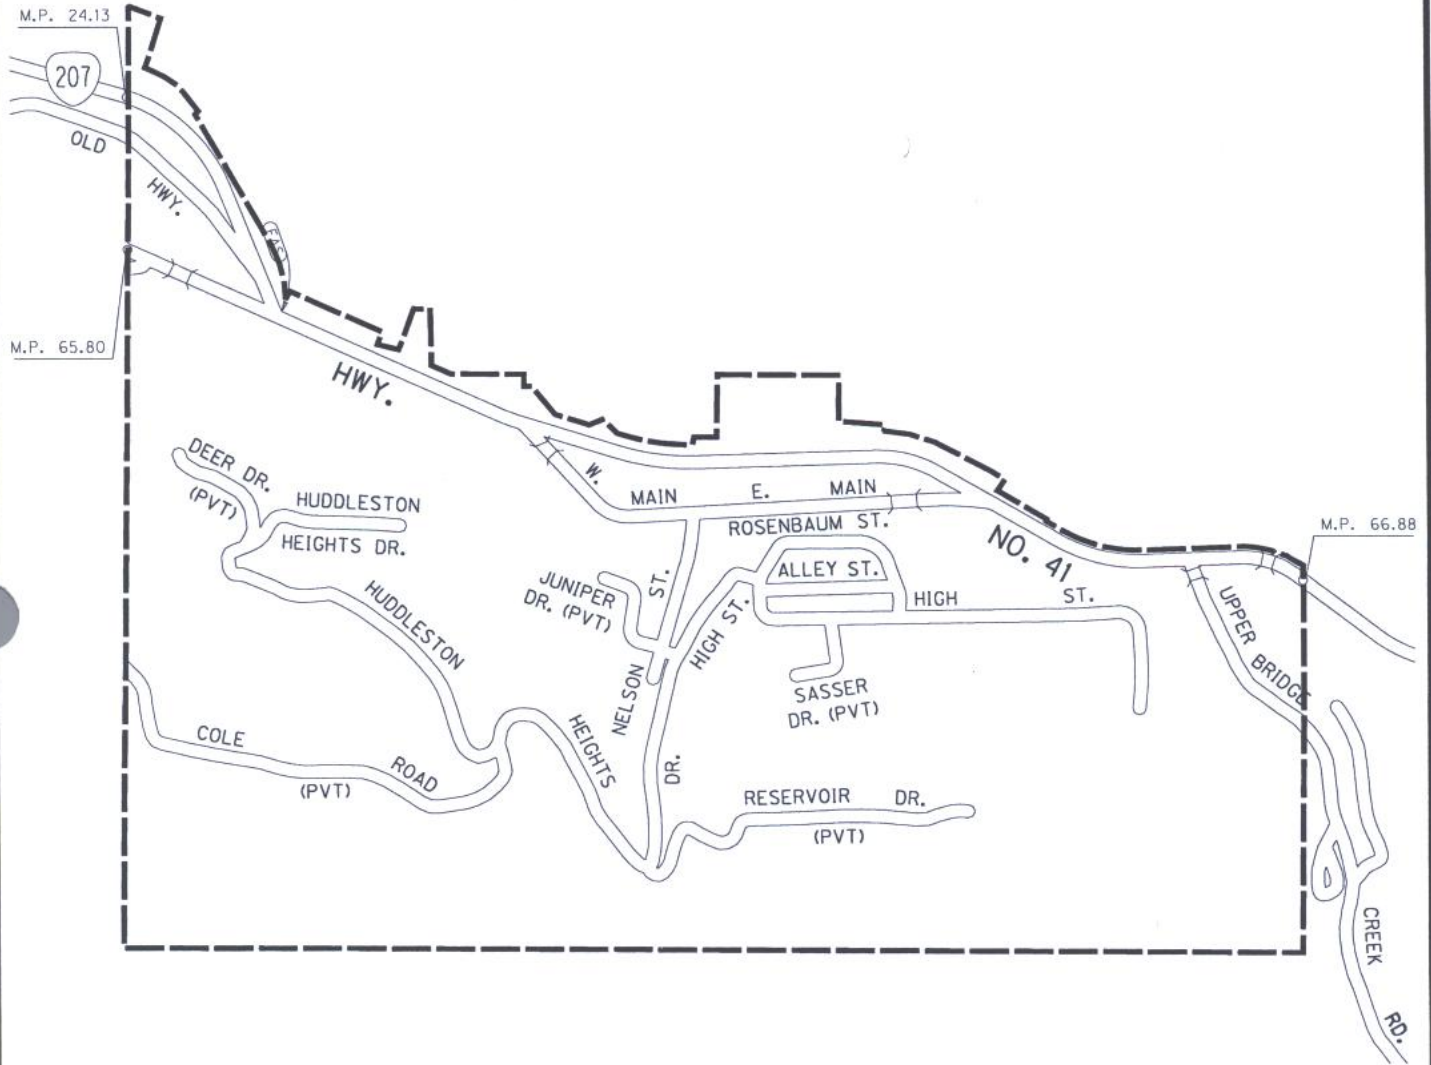 M.P. 24.13
207
OLD
HWY.
EAS
M.P. 65.80
HWY.
DEER DR.
(PVT)
HUDDLESTON
HEIGHTS DR.
W.
MAIN
E.
MAIN
ROSENBAUM ST.
NO. 41
M.P. 66.88
ALLEY ST.
JUNIPER
DR. (PVT)
ST.
HIGH ST.
HIGH
ST.
HUDDLESTON
UPPER
BRIDGE
NELSON
SASSER
DR. (PVT)
HEIGHTS
COLE
ROAD
(PVT)
DR.
RESERVOIR
DR.
(PVT)
CREEK
RD.